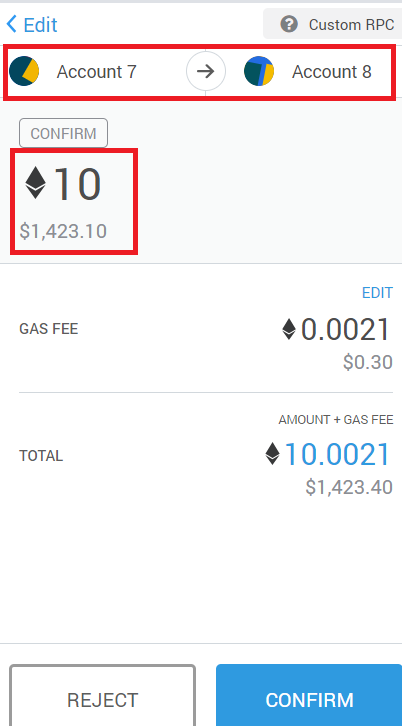 Edit
? Custom RPC
Account 7
Account 8
CONFIRM
10
$1,423.10
EDIT
GAS FEE
0.0021
$0.30
AMOUNT + GAS FEE
TOTAL
10.0021
$1,423.40
REJECT
CONFIRM